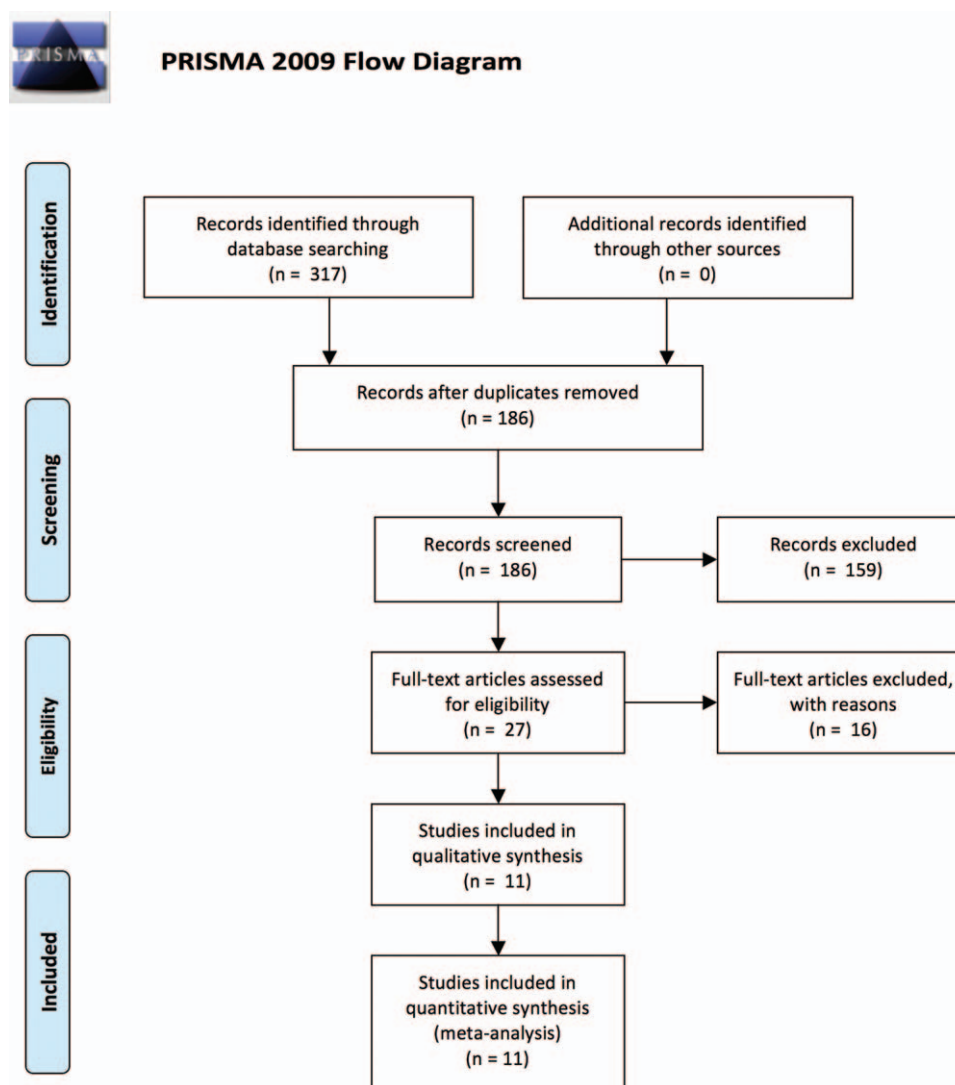 PRISMA
PRISMA 2009 Flow Diagram
Identification
Records identified through
database searching
(n = 317)
Additional records identified
through other sources
(n = 0)
Records after duplicates removed
(n = 186)
Screening
Records screened
(n = 186)
Records excluded
(n = 159)
Eligibility
Full-text articles assessed
for eligibility
(n = 27)
Full-text articles excluded,
with reasons
(n = 16)
Studies included in
qualitative synthesis
(n = 11)
Included
Studies included in
quantitative synthesis
(meta-analysis)
(n = 11)